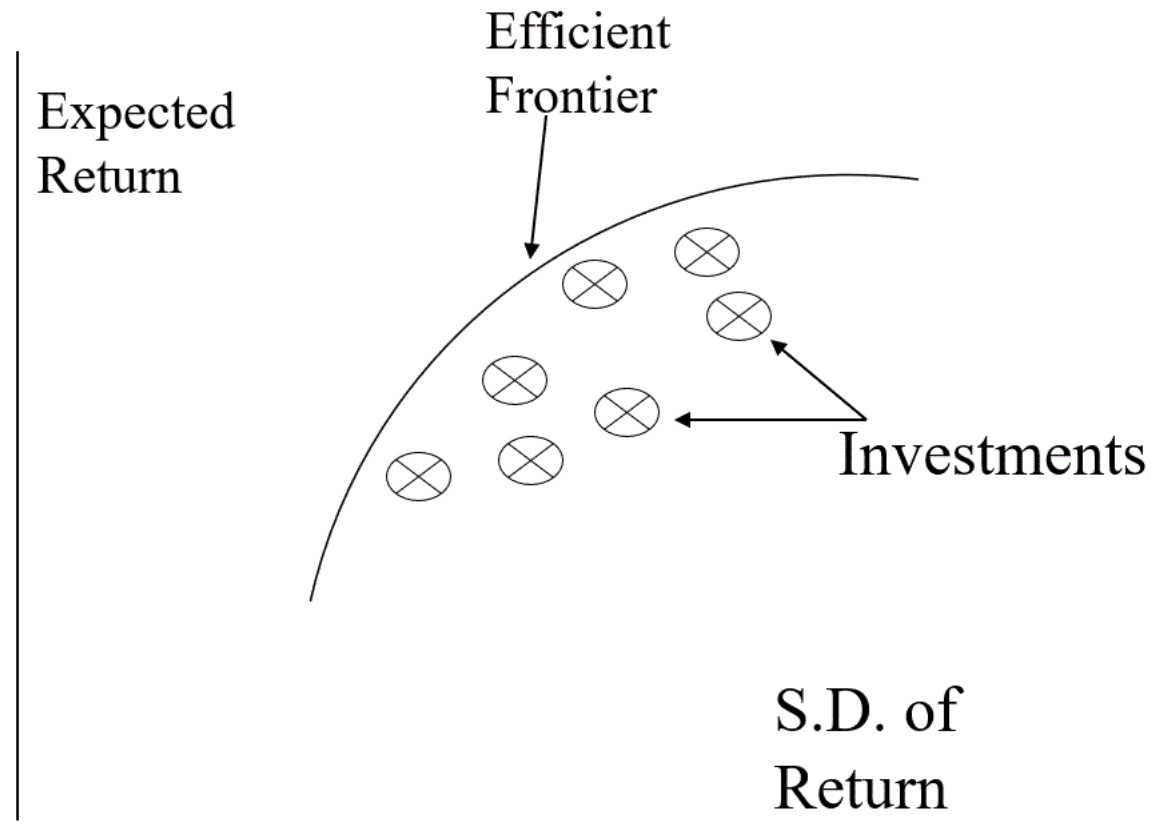 Efficient
Frontier
Expected
Return
Investments
S.D. of
Return